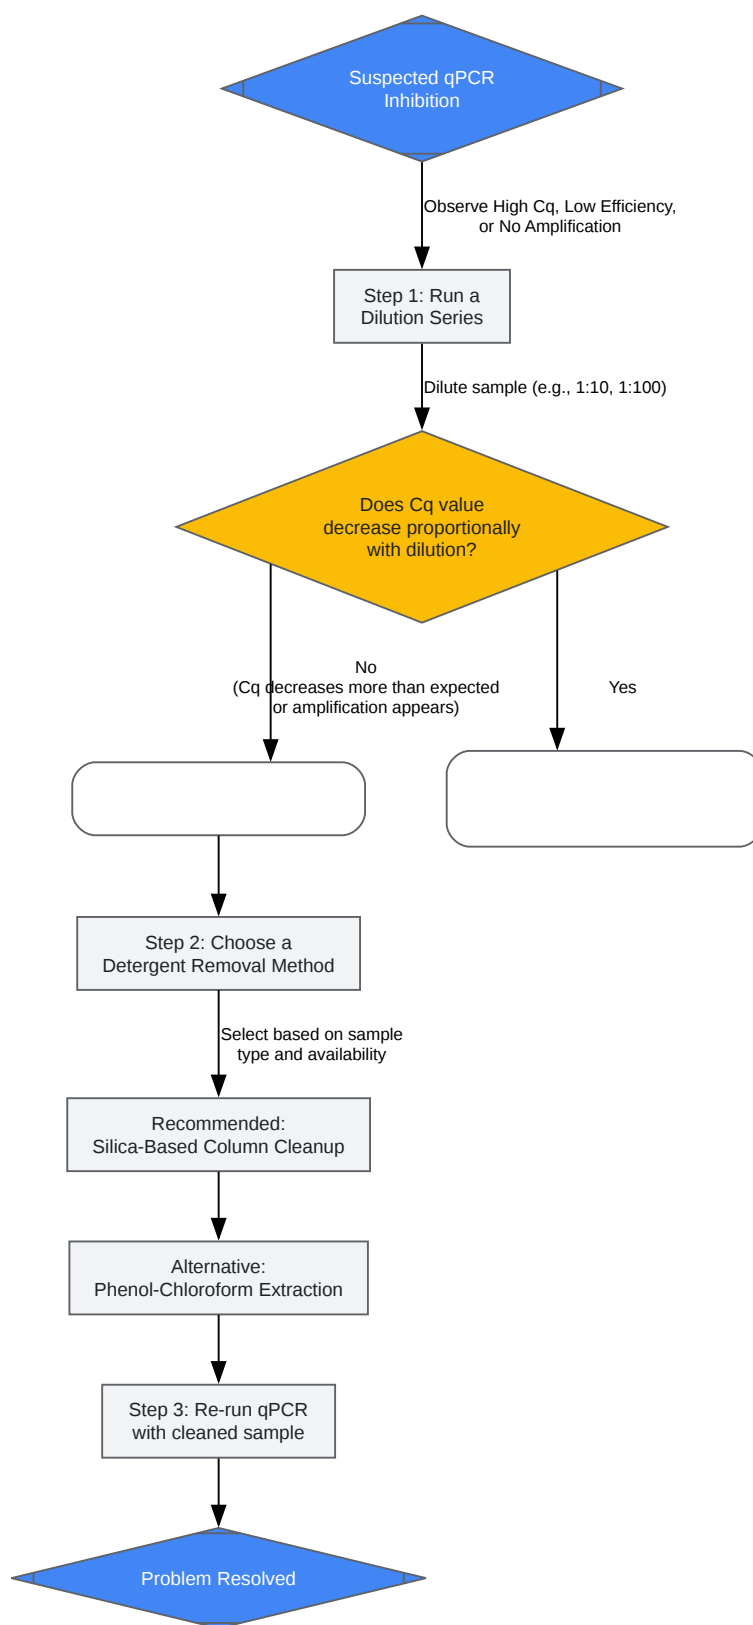 Suspected qPCR
Inhibition
Observe High Cq, Low Efficiency,
or No Amplification
Step 1: Run a
Dilution Series
Dilute sample (e.g., 1:10, 1:100)
Does Cq value
decrease proportionally
with dilution?
No
(Cq decreases more than expected
or amplification appears)
Yes
Step 2: Choose a
Detergent Removal Method
Select based on sample
type and availability
Recommended:
Silica-Based Column Cleanup
Alternative:
Phenol-Chloroform Extraction
Step 3: Re-run qPCR
with cleaned sample
Problem Resolved